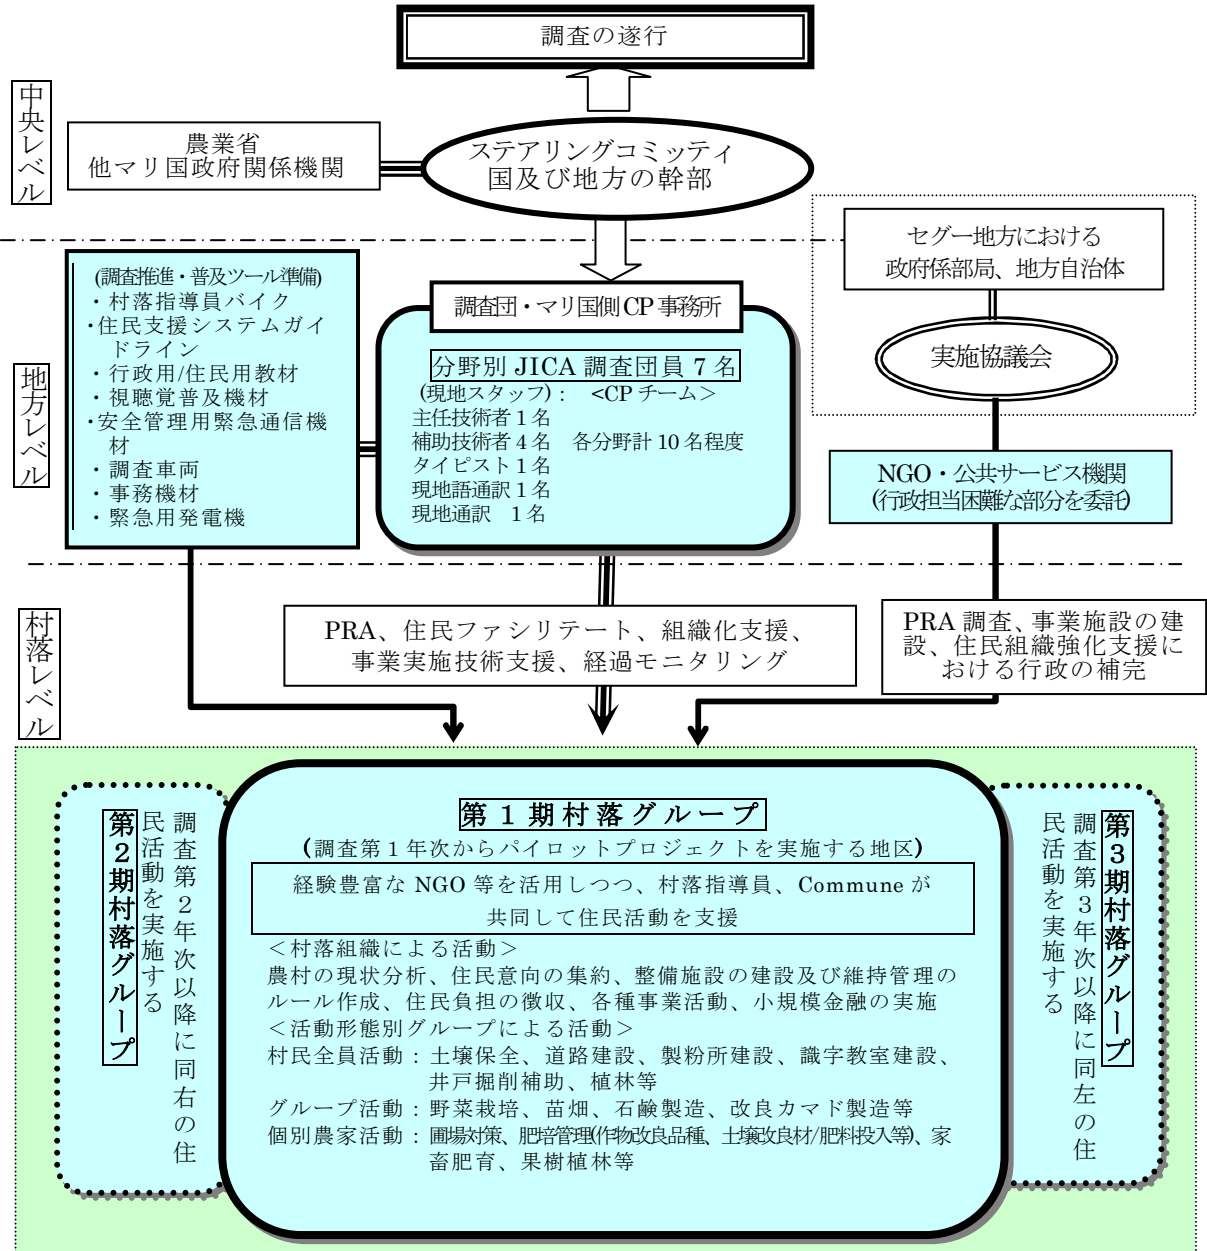 調査の遂行
中央レベル
農業省
他マリ国政府関係機関
ステアリングコミッティ
国及び地方の幹部
セグー地方における
政府係部局、地方自治体
実施協議会
地方レベル
(調査推進・普及ツール準備)
・村落指導員バイク
・住民支援システムガイ
ドライン
・行政用/住民用教材
・視聴覚普及機材
・安全管理用緊急通信機
材
・調査車両
・事務機材
・緊急用発電機
調査団・マリ国側CP事務所
分野別 JICA 調査団員 7 名
(現地スタッフ)： <CP チーム>
主任技術者 1 名
補助技術者 4 名 各分野計 10 名程度
タイピスト 1 名
現地語通訳 1 名
現地通訳 1 名
NGO・公共サービス機関
(行政担当困難な部分を委託)
村落レベル
PRA、住民ファシリテート、組織化支援、
事業実施技術支援、経過モニタリング
PRA 調査、事業施設の建
設、住民組織強化支援に
おける行政の補完
第２期村落グループ
調査第２年次以降に同右の住
民活動を実施する
第１期村落グループ
(調査第１年次からパイロットプロジェクトを実施する地区)
経験豊富な NGO 等を活用しつつ、村落指導員、Commune が
共同して住民活動を支援
＜村落組織による活動＞
農村の現状分析、住民意向の集約、整備施設の建設及び維持管理の
ルール作成、住民負担の徴収、各種事業活動、小規模金融の実施
＜活動形態別グループによる活動＞
村民全員活動：土壌保全、道路建設、製粉所建設、識字教室建設、
井戸掘削補助、植林等
グループ活動：野菜栽培、苗畑、石鹸製造、改良カマド製造等
個別農家活動：圃場対策、肥培管理(作物改良品種、土壌改良材/肥料投入等)、家
畜肥育、果樹植林等
第３期村落グループ
調査第３年次以降に同左の住
民活動を実施する